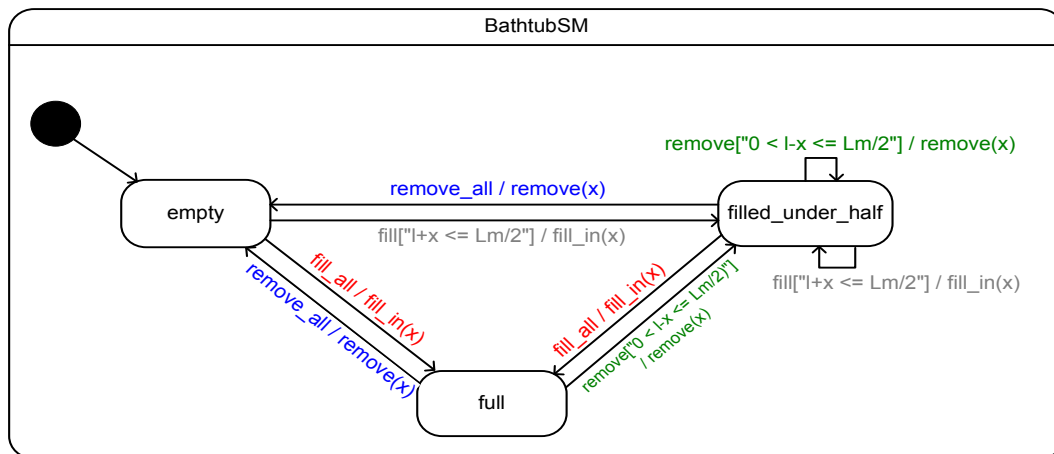 BathtubSM
remove["0 < l-x <= Lm/2"] / remove(x)
remove_all / remove(x)
empty
filled_under_half
fill["l+x <= Lm/2"] / fill_in(x)
fill["l+x <= Lm/2"] / fill_in(x)
fill_all / fill_in(x)
remove_all / remove(x)
fill_all / fill_in(x)
remove["0 < l-x <= Lm/2)"]
/ remove(x)
full